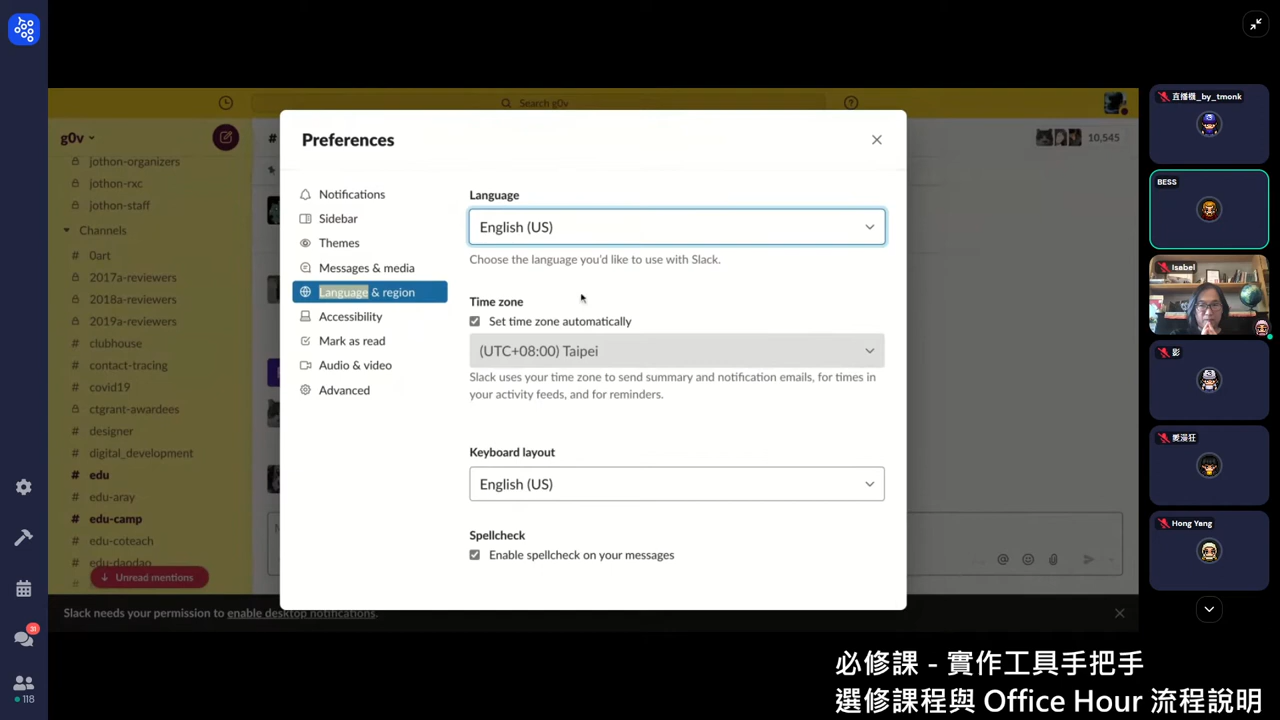 Search g0v
g0v
jothon-organizers
jothon-rxc
jothon-staff
Channels
# 0art
2017a-reviewers
2018a-reviewers
2019a-reviewers
# clubhouse
# contact-tracing
# covid19
ctgrant-awardees
# designer
# digital_development
# edu
# edu-aray
# edu-camp
# edu-coteach
# edu-dandao
↓ Unread mentions
#
10,545
Preferences
Notifications
Sidebar
Themes
Messages & media
Language & region
Accessibility
Mark as read
Audio & video
Advanced
Language
English (US)
Choose the language you'd like to use with Slack.
Time zone
Set time zone automatically
(UTC+08:00) Taipei
Slack uses your time zone to send summary and notification emails, for times in
your activity feeds, and for reminders.
Keyboard layout
English (US)
Spellcheck
Enable spellcheck on your messages
Slack needs your permission to enable desktop notifications.
31
118
直播機_by_tmonk
BESS
Isabel
影
Hong Yang
必修課 - 實作工具手把手
選修課程與 Office Hour 流程說明